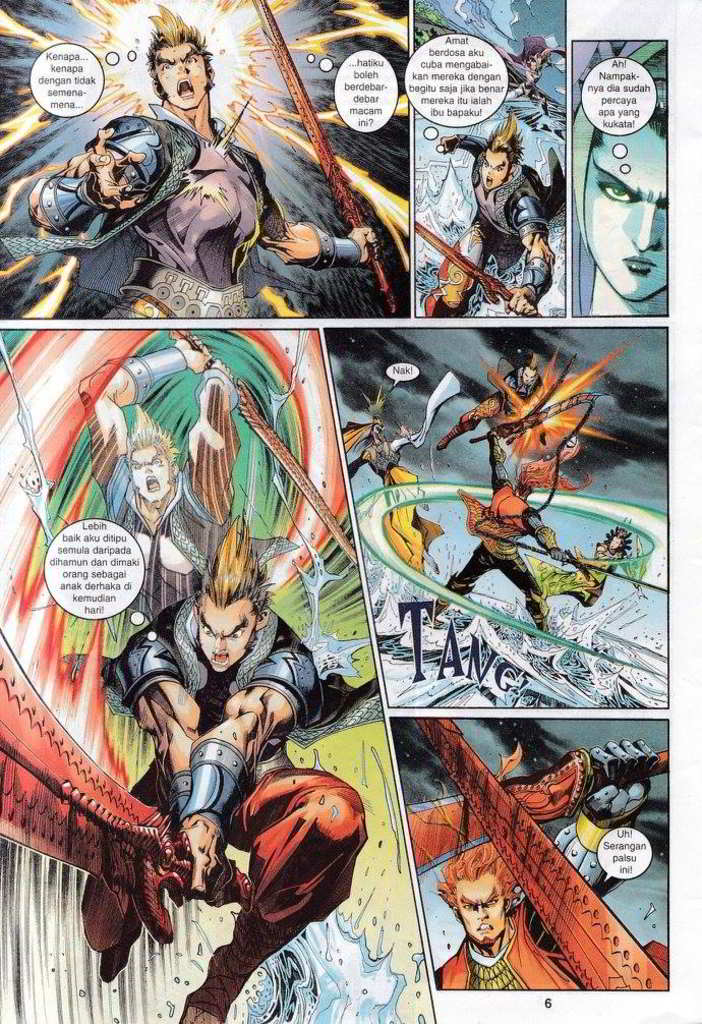 Kenapa...
kenapa
dengan tidak
semena-
mena...
...hatiku
boleh
berdebar-
debar
macam
ini?
Amat
berdosa aku
cuba mengabai-
kan mereka dengan
begitu saja jika benar
mereka itu ialah
ibu bapaku!
Ah!
Nampak-
nya dia sudah
percaya
apa yang
kukata!
Lebih
baik aku ditipu
semula daripada
dihamun dan dimaki
orang sebagai
anak derhaka di
kemudian
hari!
Nak!
TANG
Uh!
Serangan
palsu
ini!
6